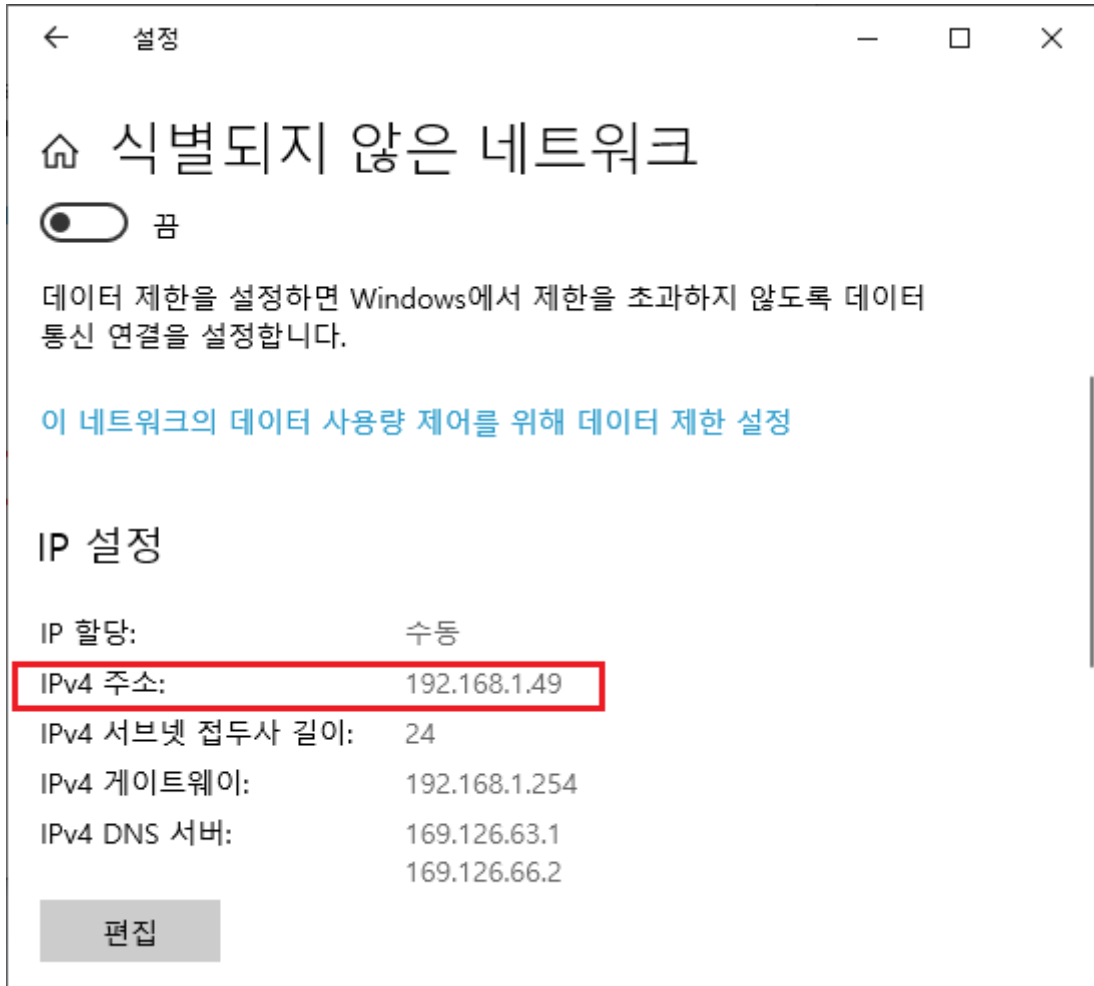 설정
식별되지 않은 네트워크
끔
데이터 제한을 설정하면 Windows에서 제한을 초과하지 않도록 데이터
통신 연결을 설정합니다.
이 네트워크의 데이터 사용량 제어를 위해 데이터 제한 설정
IP 설정
IP 할당: 수동
IPv4 주소: 192.168.1.49
IPv4 서브넷 접두사 길이: 24
IPv4 게이트웨이: 192.168.1.254
IPv4 DNS 서버: 169.126.63.1
169.126.66.2
편집